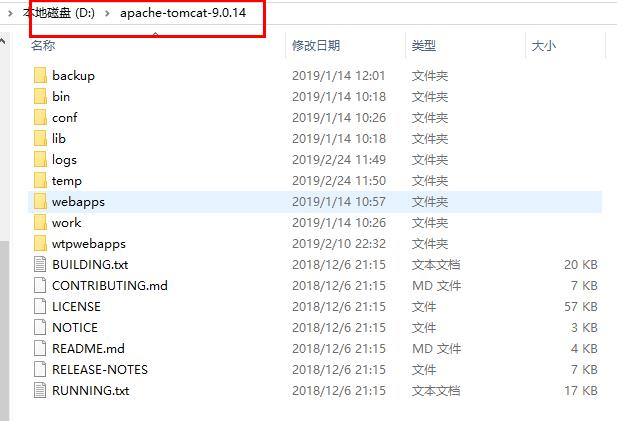 本地磁盘 (D:) > apache-tomcat-9.0.14
名称 修改日期 类型 大小
backup 2019/1/14 12:01 文件夹
bin 2019/1/14 10:18 文件夹
conf 2019/1/14 10:26 文件夹
lib 2019/1/14 10:18 文件夹
logs 2019/2/24 11:49 文件夹
temp 2019/2/24 11:50 文件夹
webapps 2019/1/14 10:57 文件夹
work 2019/1/14 10:26 文件夹
wtpwebapps 2019/2/10 22:32 文件夹
BUILDING.txt 2018/12/6 21:15 文本文档 20 KB
CONTRIBUTING.md 2018/12/6 21:15 MD 文件 7 KB
LICENSE 2018/12/6 21:15 文件 57 KB
NOTICE 2018/12/6 21:15 文件 3 KB
README.md 2018/12/6 21:15 MD 文件 4 KB
RELEASE-NOTES 2018/12/6 21:15 文件 7 KB
RUNNING.txt 2018/12/6 21:15 文本文档 17 KB